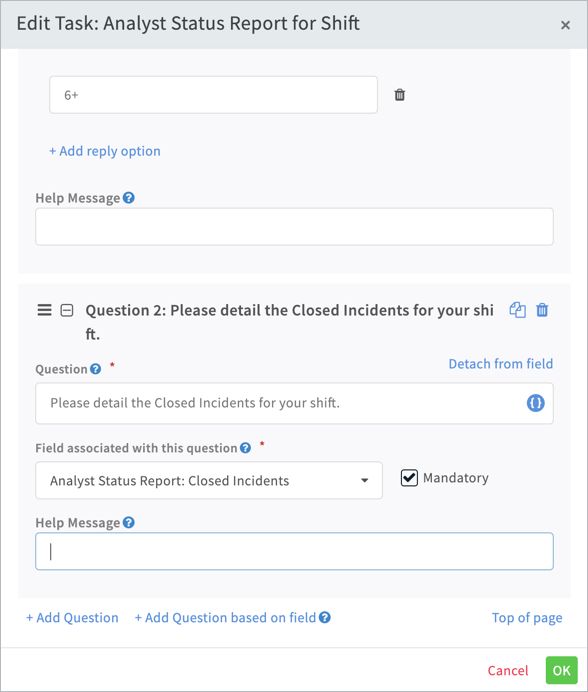 Edit Task: Analyst Status Report for Shift ×
6+
+ Add reply option
Help Message ?
Question 2: Please detail the Closed Incidents for your shi
ft.
Question ? * Detach from field
Please detail the Closed Incidents for your shift. {}
Field associated with this question ? *
Analyst Status Report: Closed Incidents Mandatory
Help Message ?
+ Add Question + Add Question based on field ? Top of page
Cancel OK